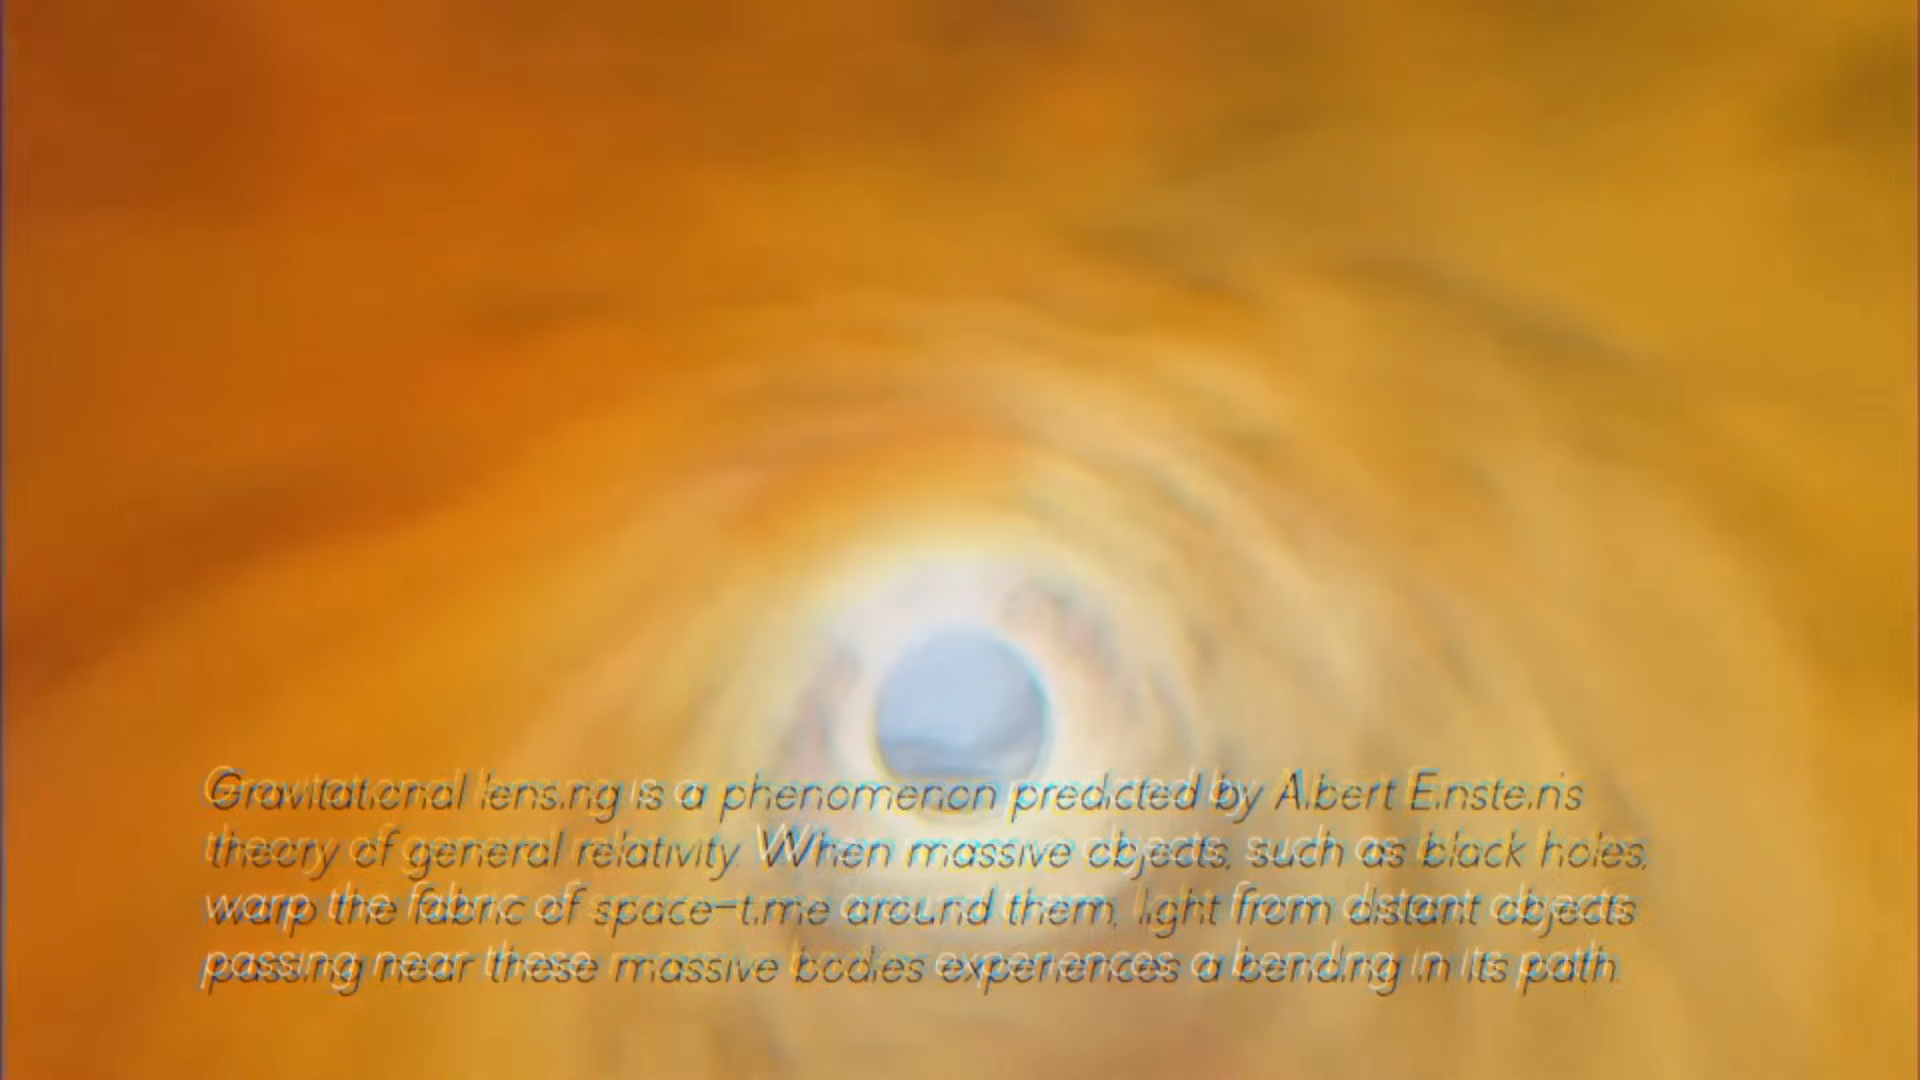 Gravitational lensing is a phenomenon predicted by Albert Einstein's
theory of general relativity. When massive objects, such as black holes,
warp the fabric of space-time around them, light from distant objects
passing near these massive bodies experiences a bending in its path.